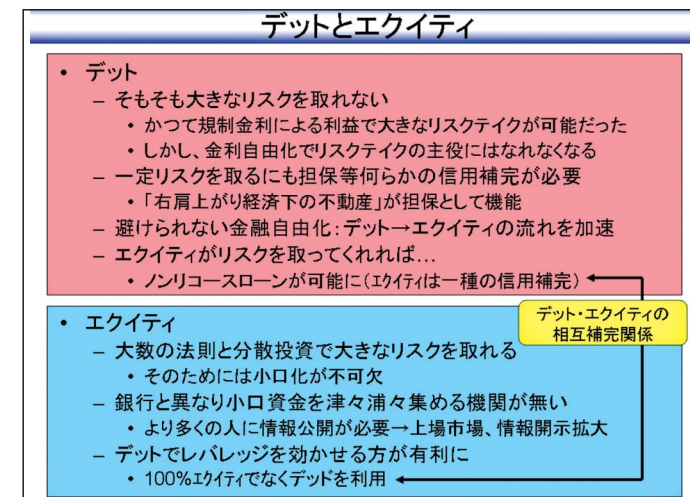 デットとエクイティ
• デット
– そもそも大きなリスクを取れない
• かつて規制金利による利益で大きなリスクテイクが可能だった
• しかし、金利自由化でリスクテイクの主役にはなれなくなる
– 一定リスクを取るにも担保等何らかの信用補完が必要
• 「右肩上がり経済下の不動産」が担保として機能
– 避けられない金融自由化：デット→エクイティの流れを加速
– エクイティがリスクを取ってくれれば…
• ノンリコースローンが可能に（エクイティは一種の信用補完）
デット・エクイティの
相互補完関係
• エクイティ
– 大数の法則と分散投資で大きなリスクを取れる
• そのためには小口化が不可欠
– 銀行と異なり小口資金を津々浦々集める機関が無い
• より多くの人に情報公開が必要→上場市場、情報開示拡大
– デットでレバレッジを効かせる方が有利に
• 100%エクイティでなくデッドを利用